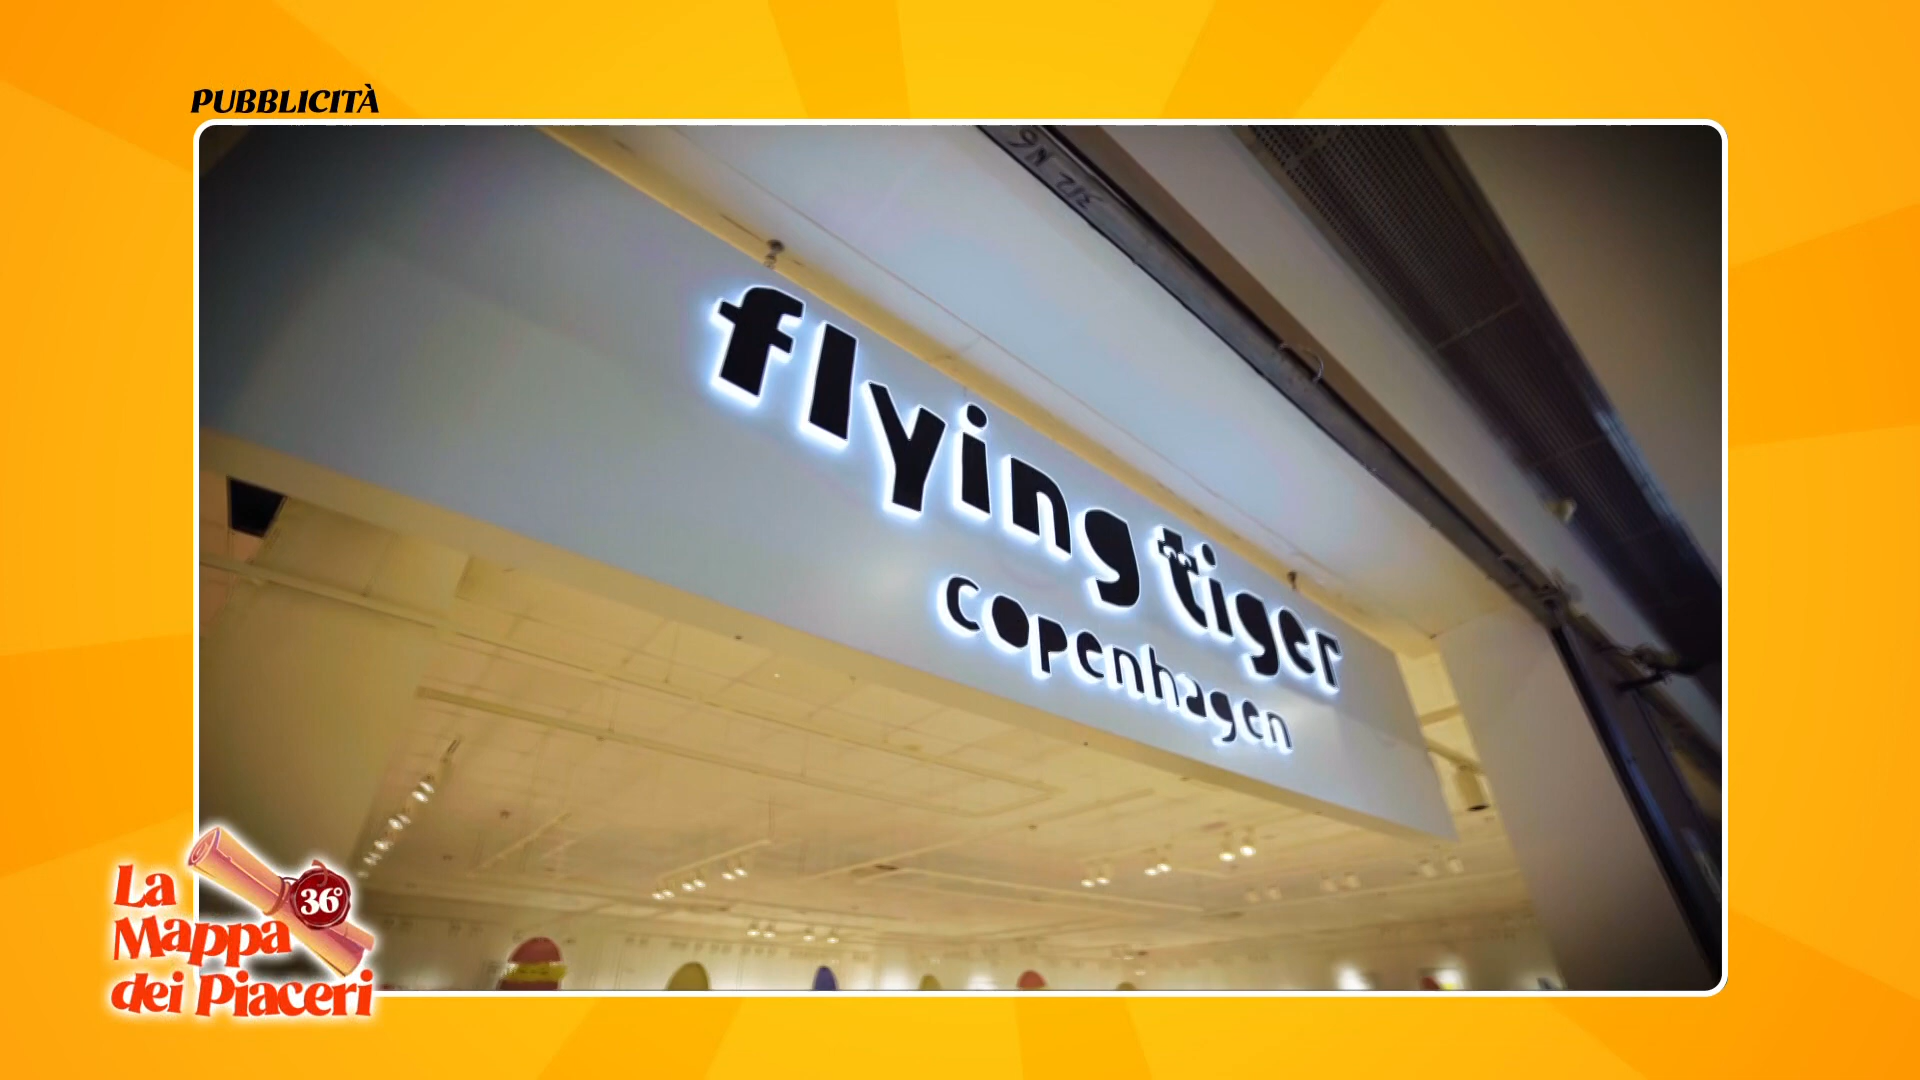 PUBBLICITÀ
flying tiger
copenhagen
La
Mappa
dei Piaceri
36°